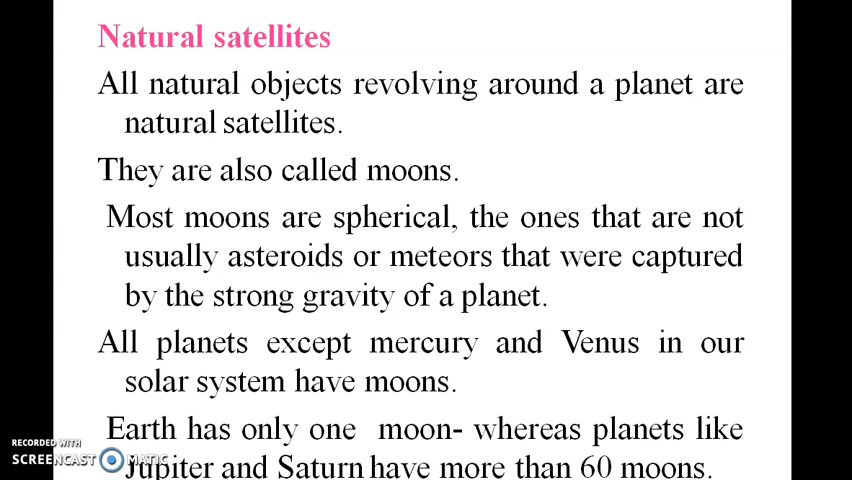 Natural satellites
All natural objects revolving around a planet are
natural satellites.
They are also called moons.
Most moons are spherical, the ones that are not
usually asteroids or meteors that were captured
by the strong gravity of a planet.
All planets except mercury and Venus in our
solar system have moons.
Earth has only one moon- whereas planets like
Jupiter and Saturn have more than 60 moons.
RECORDED WITH
SCREENCAST MATIC